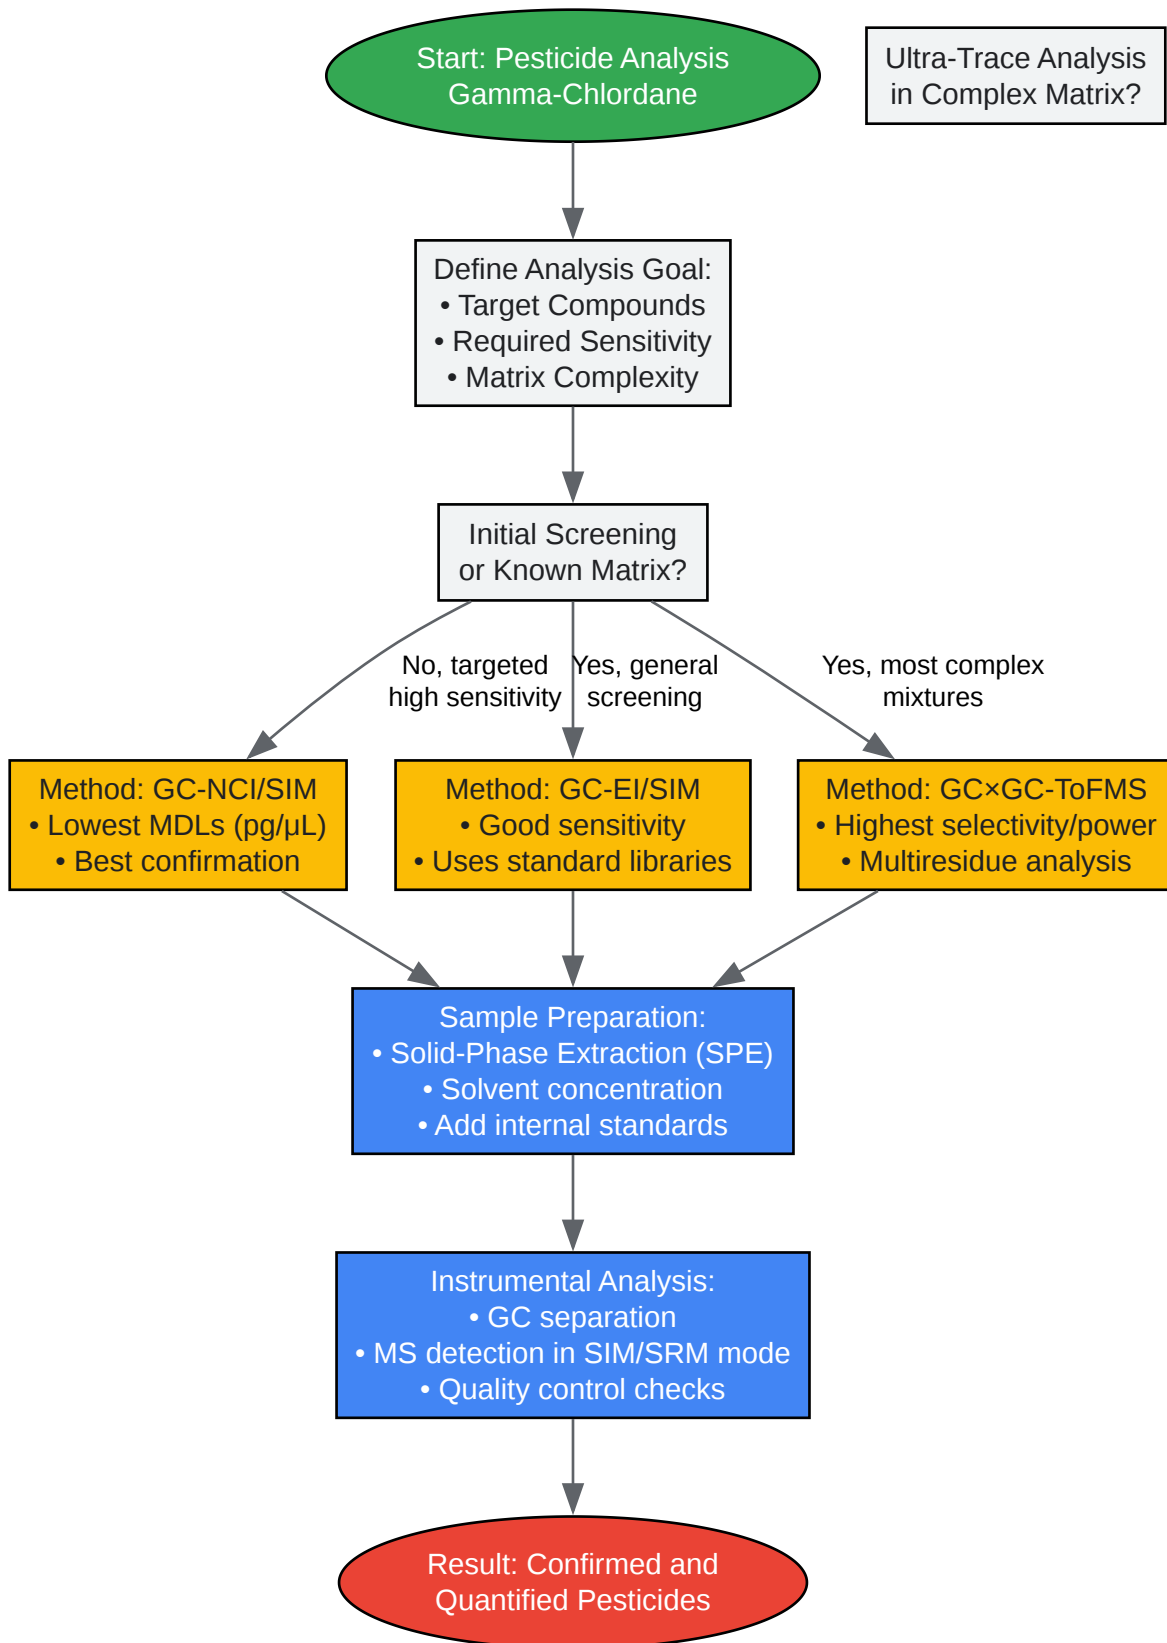 Start: Pesticide Analysis
Gamma-Chlordane
Ultra-Trace Analysis
in Complex Matrix?
Define Analysis Goal:
• Target Compounds
• Required Sensitivity
• Matrix Complexity
Initial Screening
or Known Matrix?
No, targeted
high sensitivity
Yes, general
screening
Yes, most complex
mixtures
Method: GC-NCI/SIM
• Lowest MDLs (pg/μL)
• Best confirmation
Method: GC-EI/SIM
• Good sensitivity
• Uses standard libraries
Method: GC×GC-ToFMS
• Highest selectivity/power
• Multiresidue analysis
Sample Preparation:
• Solid-Phase Extraction (SPE)
• Solvent concentration
• Add internal standards
Instrumental Analysis:
• GC separation
• MS detection in SIM/SRM mode
• Quality control checks
Result: Confirmed and
Quantified Pesticides